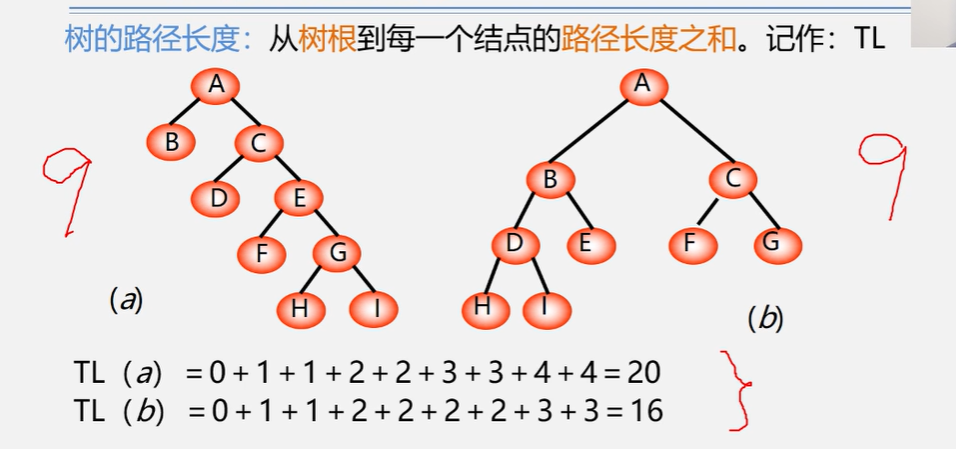 树的路径长度：从树根到每一个结点的路径长度之和。记作：TL
A
B C
D E
F G
H I
(a)
A
B C
D E F G
H I
(b)
9
9
TL（a）=0+1+1+2+2+3+3+4+4=20
TL（b）=0+1+1+2+2+2+2+3+3=16